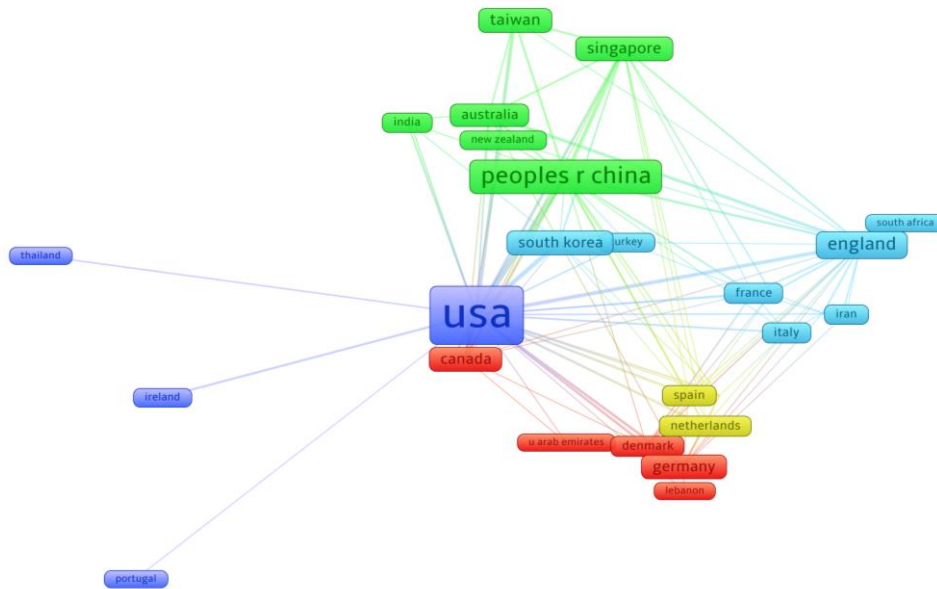 taiwan
singapore
australia
india
new zealand
peoples r china
south africa
south korea
urkey
england
thailand
france
usa
iran
italy
canada
spain
ireland
netherlands
u arab emirates
denmark
germany
lebanon
portugal